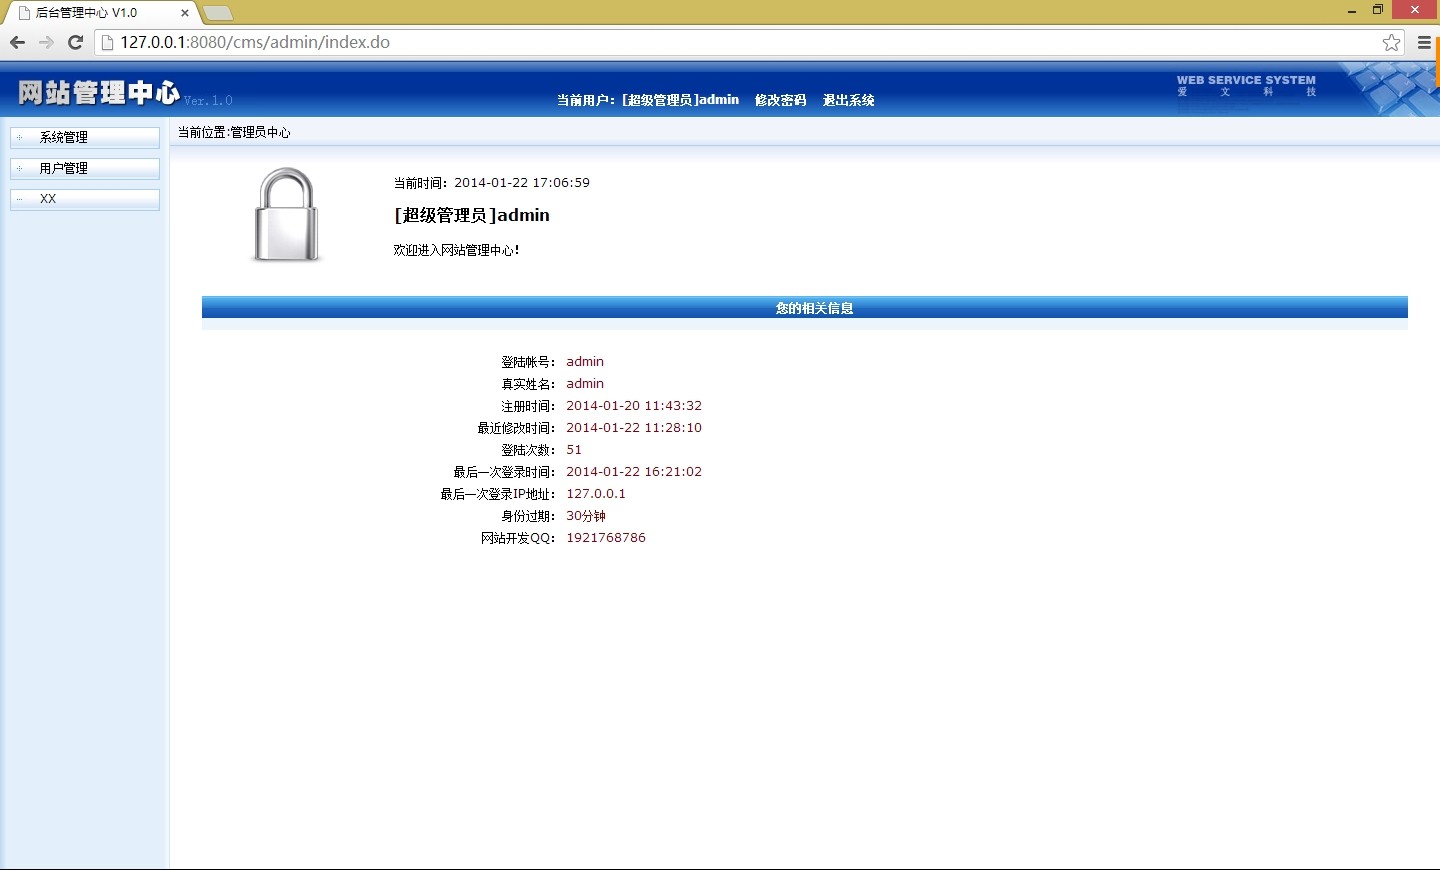 后台管理中心 V1.0
127.0.0.1:8080/cms/admin/index.do
网站管理中心 Ver.1.0
当前用户：[超级管理员]admin 修改密码 退出系统
WEB SERVICE SYSTEM
爱 文 科 技
系统管理
用户管理
XX
当前位置:管理员中心
当前时间：2014-01-22 17:06:59
[超级管理员]admin
欢迎进入网站管理中心！
您的相关信息
登陆帐号： admin
真实姓名： admin
注册时间： 2014-01-20 11:43:32
最近修改时间： 2014-01-22 11:28:10
登陆次数： 51
最后一次登录时间： 2014-01-22 16:21:02
最后一次登录IP地址： 127.0.0.1
身份过期： 30分钟
网站开发QQ： 1921768786